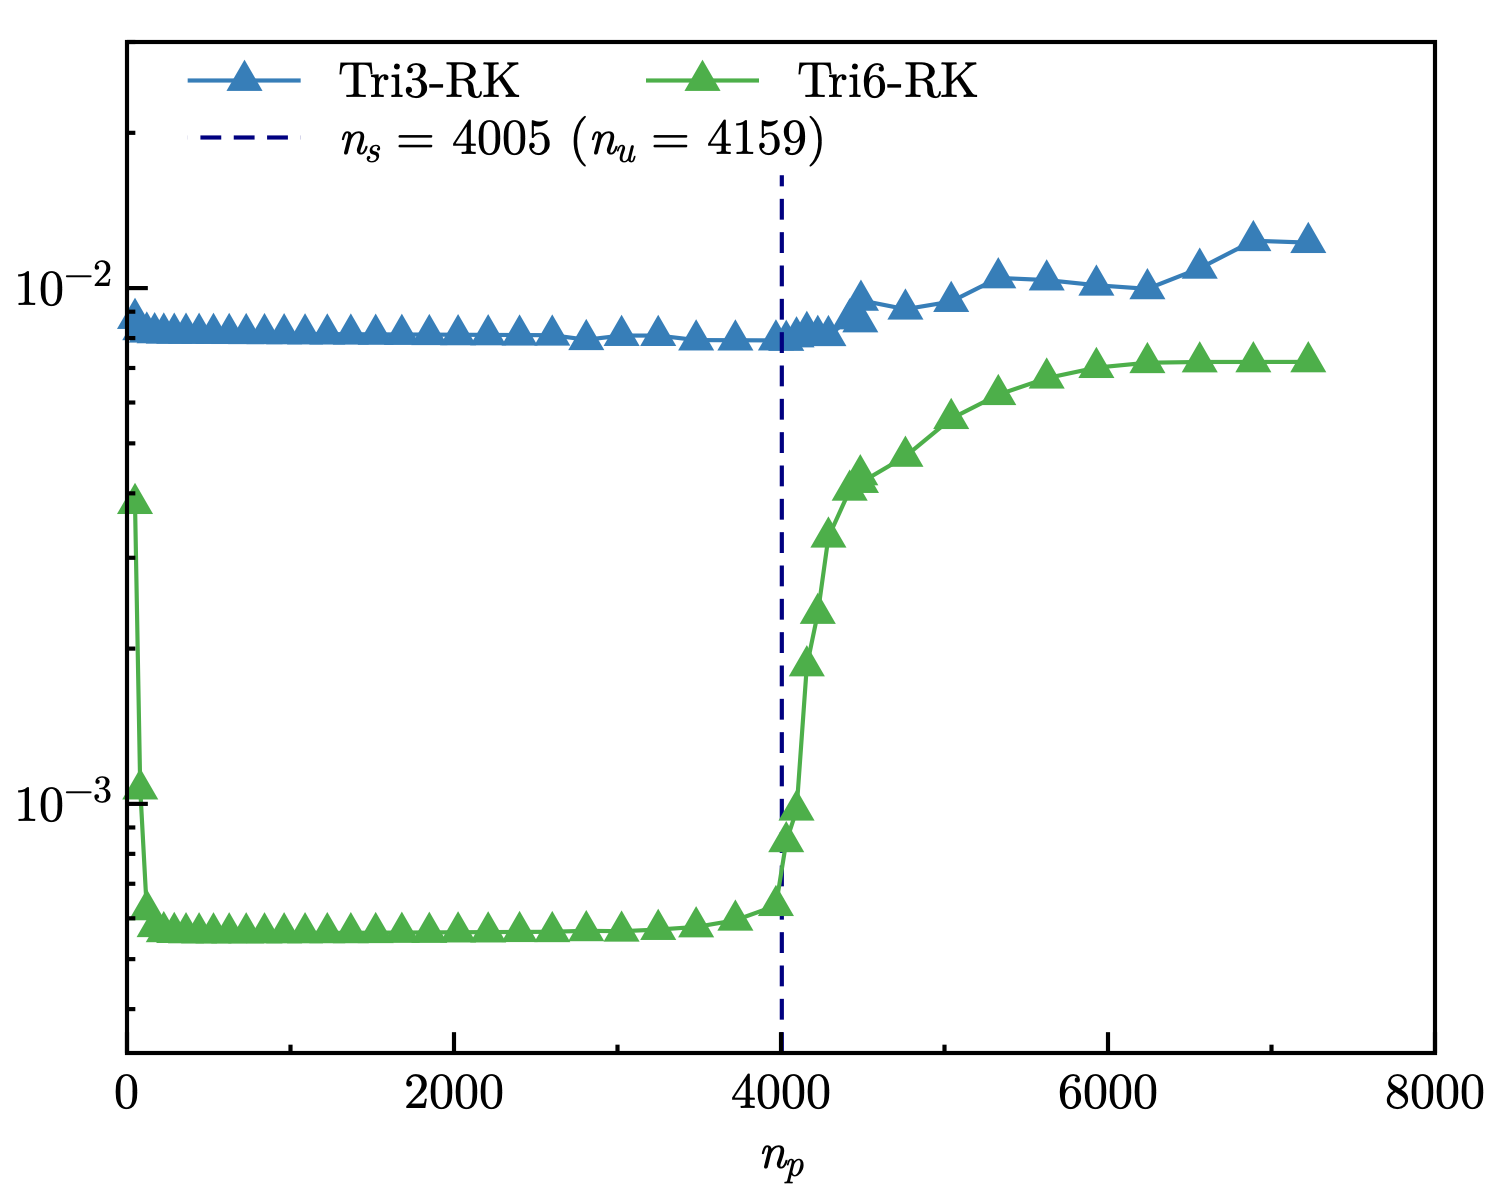 Tri3-RK Tri6-RK
n_s = 4005 (n_u = 4159)
10^{-2}
10^{-3}
0 2000 4000 6000 8000
n_p